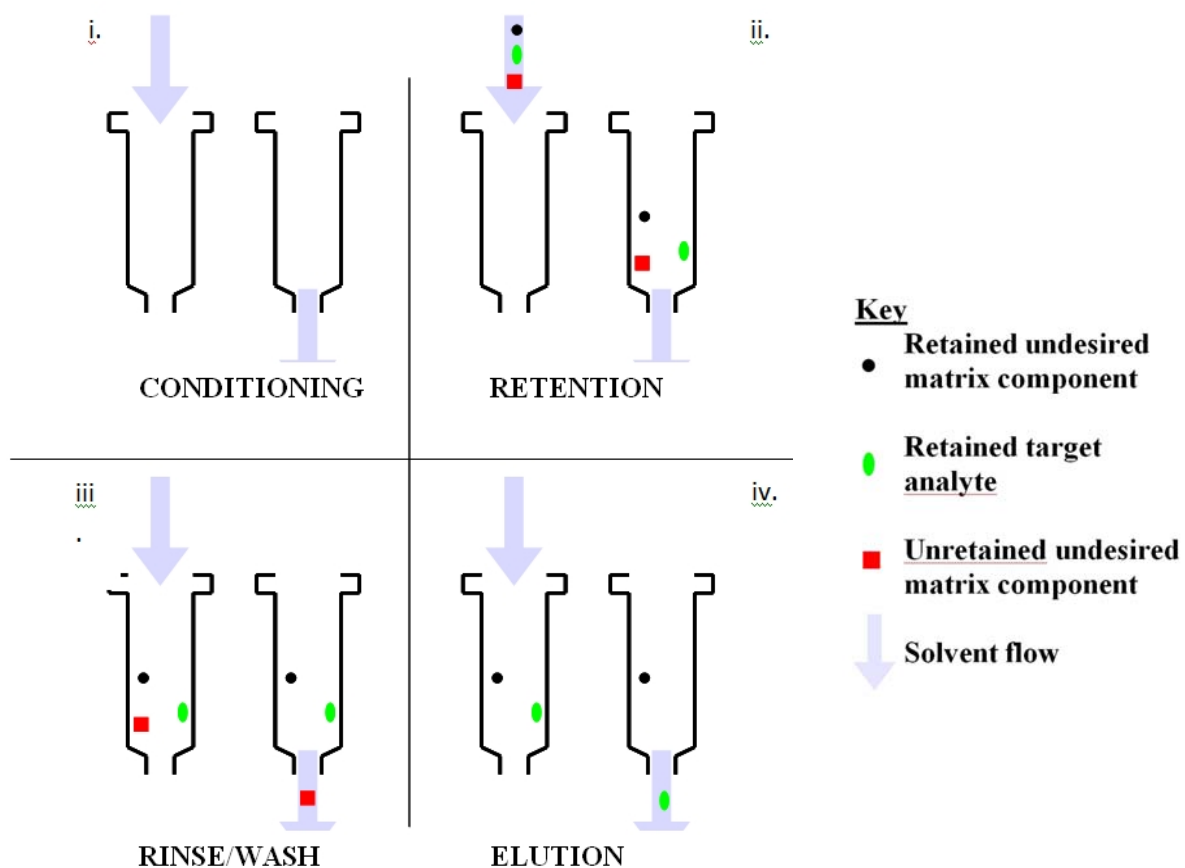 i.
ii.
CONDITIONING
RETENTION
iii
.
iv.
RINSE/WASH
ELUTION
Key
Retained undesired
matrix component
Retained target
analyte
Unretained undesired
matrix component
Solvent flow